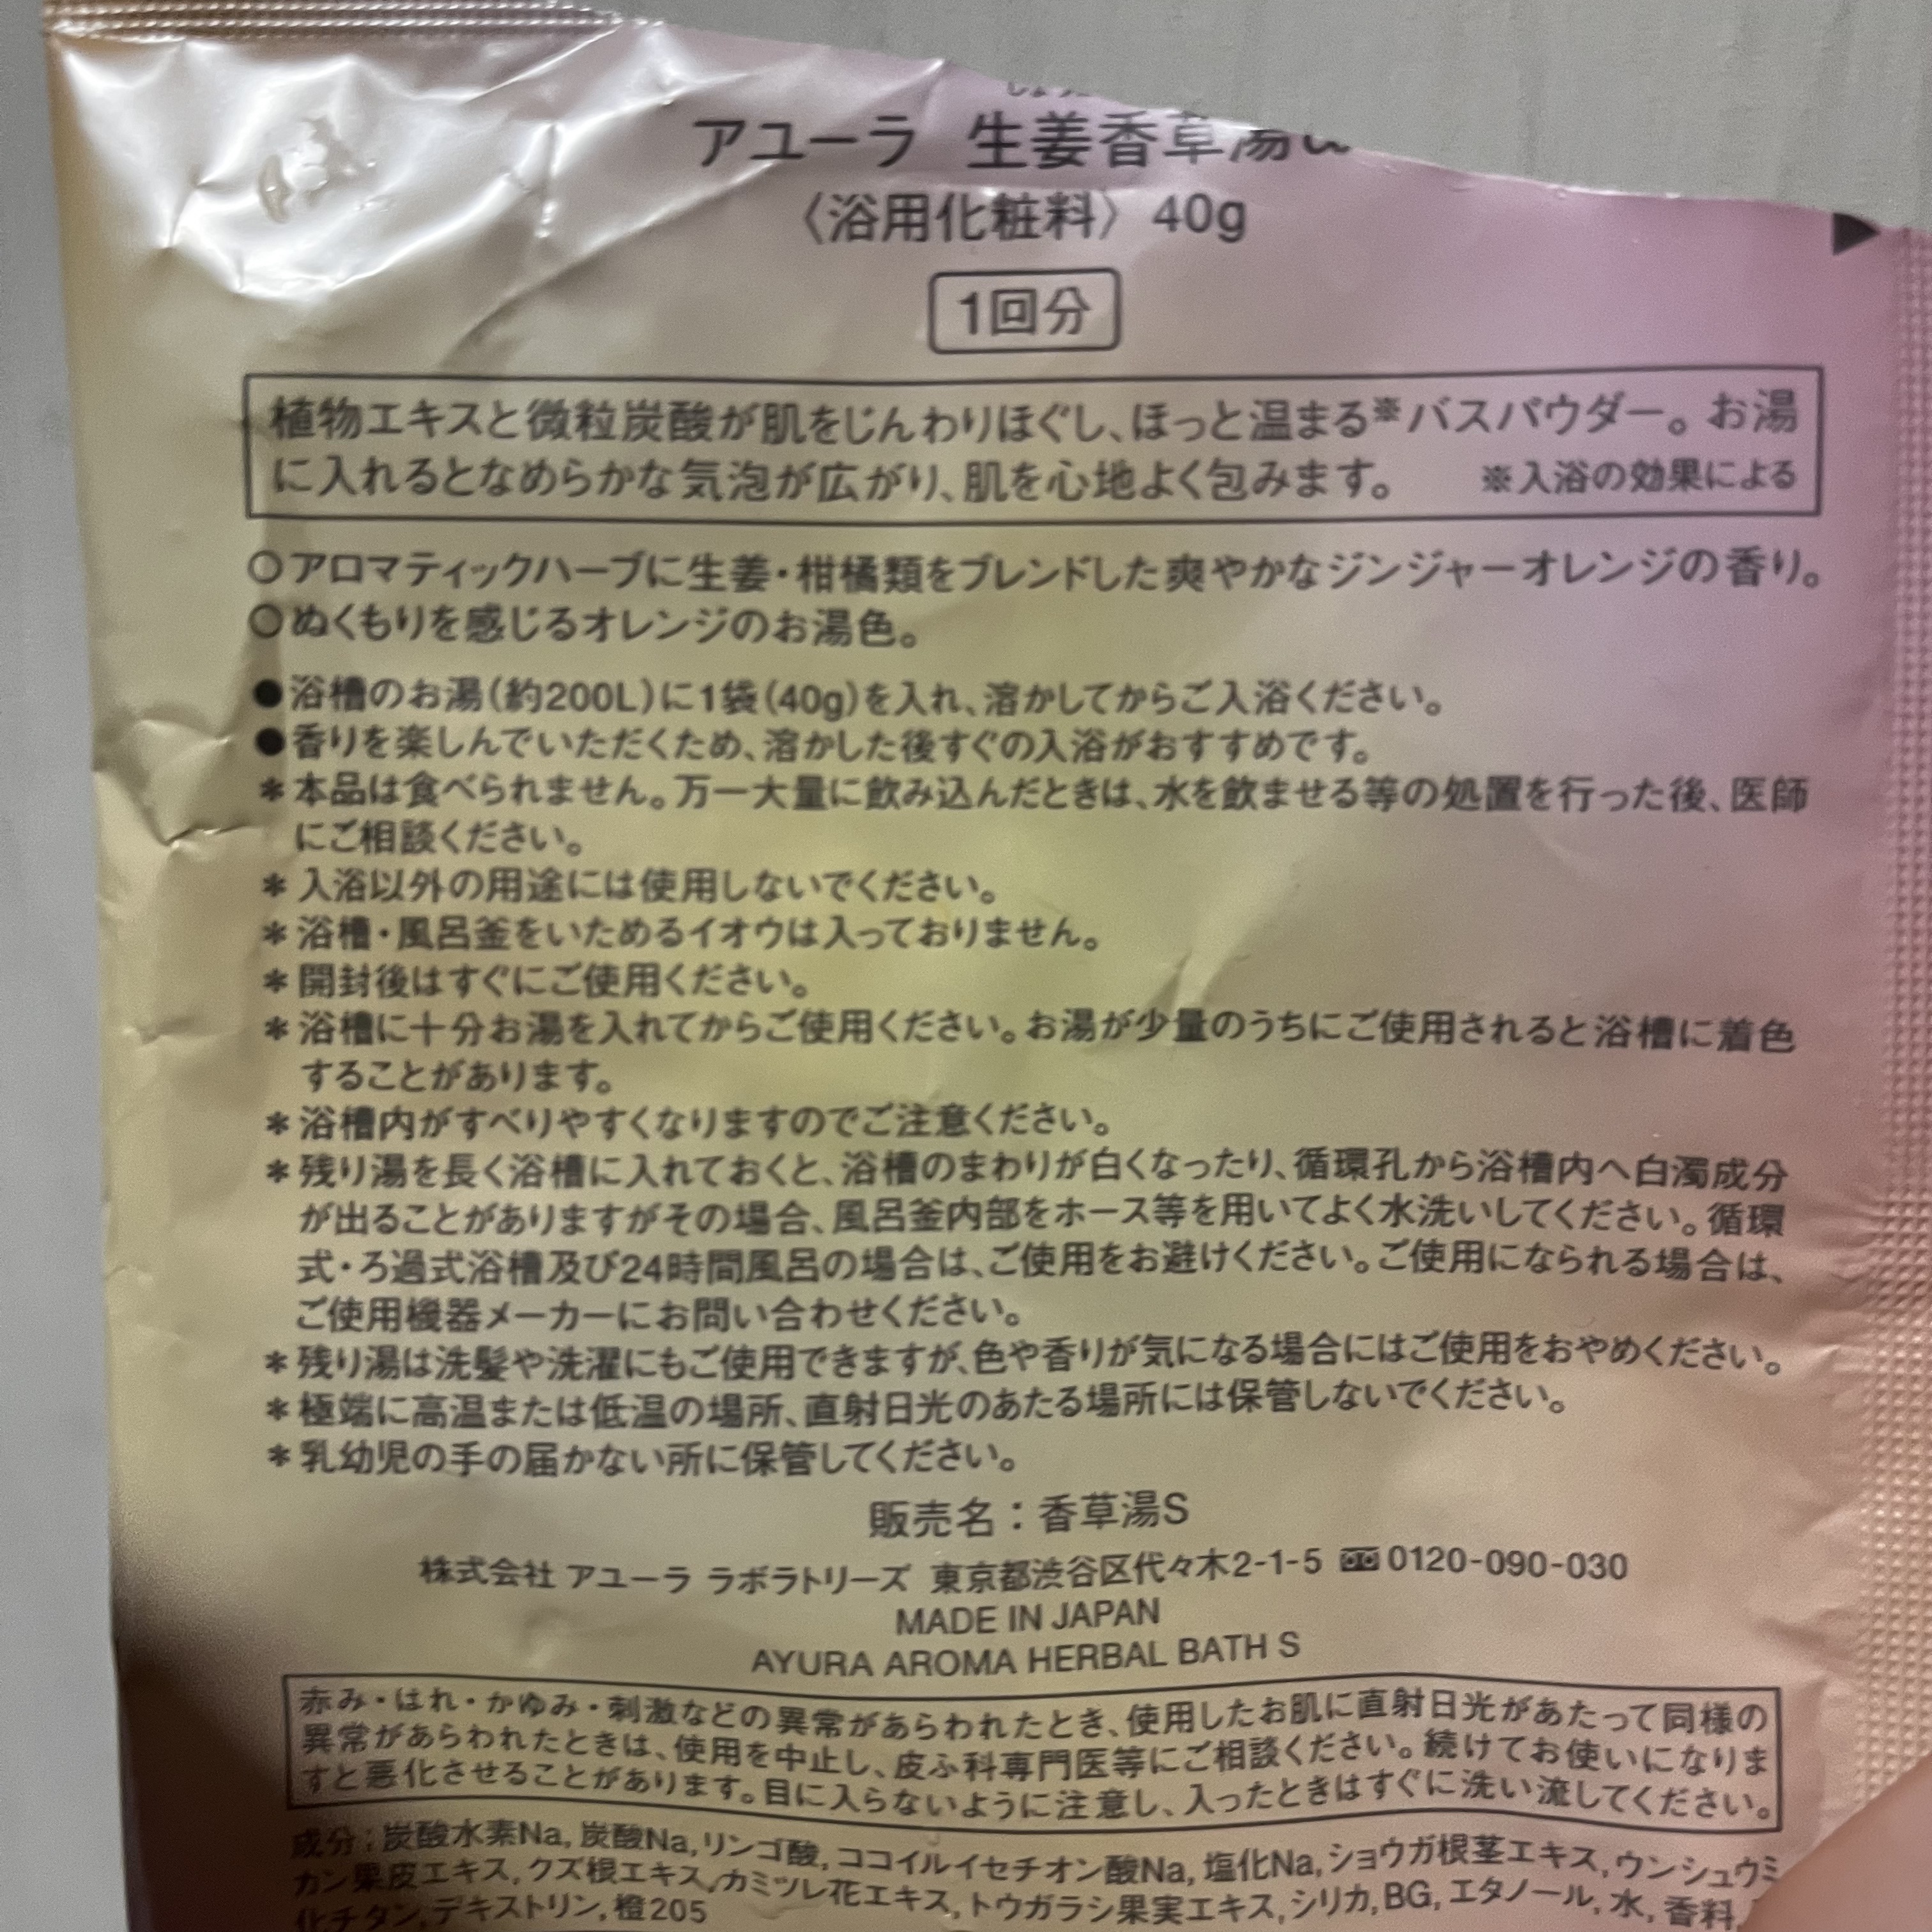 アユーラ 生姜香草湯α
〈浴用化粧料〉40g
1回分
植物エキスと微粒炭酸が肌をじんわりほぐし、ほっと温まる※バスパウダー。お湯
に入れるとなめらかな気泡が広がり、肌を心地よく包みます。 ※入浴の効果による
○アロマティックハーブに生姜・柑橘類をブレンドした爽やかなジンジャーオレンジの香り。
○ぬくもりを感じるオレンジのお湯色。
●浴槽のお湯(約200L)に1袋(40g)を入れ、溶かしてからご入浴ください。
●香りを楽しんでいただくため、溶かした後すぐの入浴がおすすめです。
*本品は食べられません。万一大量に飲み込んだときは、水を飲ませる等の処置を行った後、医師
にご相談ください。
*入浴以外の用途には使用しないでください。
*浴槽・風呂釜をいためるイオウは入っておりません。
*開封後はすぐにご使用ください。
*浴槽に十分お湯を入れてからご使用ください。お湯が少量のうちにご使用されると浴槽に着色
することがあります。
*浴槽内がすべりやすくなりますのでご注意ください。
*残り湯を長く浴槽に入れておくと、浴槽のまわりが白くなったり、循環孔から浴槽内へ白濁成分
が出ることがありますがその場合、風呂釜内部をホース等を用いてよく水洗いしてください。循環
式・ろ過式浴槽及び24時間風呂の場合は、ご使用をお避けください。ご使用になられる場合は、
ご使用機器メーカーにお問い合わせください。
*残り湯は洗髪や洗濯にもご使用できますが、色や香りが気になる場合にはご使用をおやめください。
*極端に高温または低温の場所、直射日光のあたる場所には保管しないでください。
*乳幼児の手の届かない所に保管してください。
販売名：香草湯S
株式会社 アユーラ ラボラトリーズ 東京都渋谷区代々木2-1-5 0120-090-030
MADE IN JAPAN
AYURA AROMA HERBAL BATH S
赤み・はれ・かゆみ・刺激などの異常があらわれたとき、使用したお肌に直射日光があたって同様の
異常があらわれたときは、使用を中止し、皮ふ科専門医等にご相談ください。続けてお使いになりま
すと悪化させることがあります。目に入らないように注意し、入ったときはすぐに洗い流してください。
成分：炭酸水素Na, 炭酸Na, リンゴ酸, ココイルイセチオン酸Na, 塩化Na, ショウガ根茎エキス, ウンシュウミ
カン果皮エキス, クズ根エキス, カミツレ花エキス, トウガラシ果実エキス, シリカ, BG, エタノール, 水, 香料,
化チタン, デキストリン, 橙205